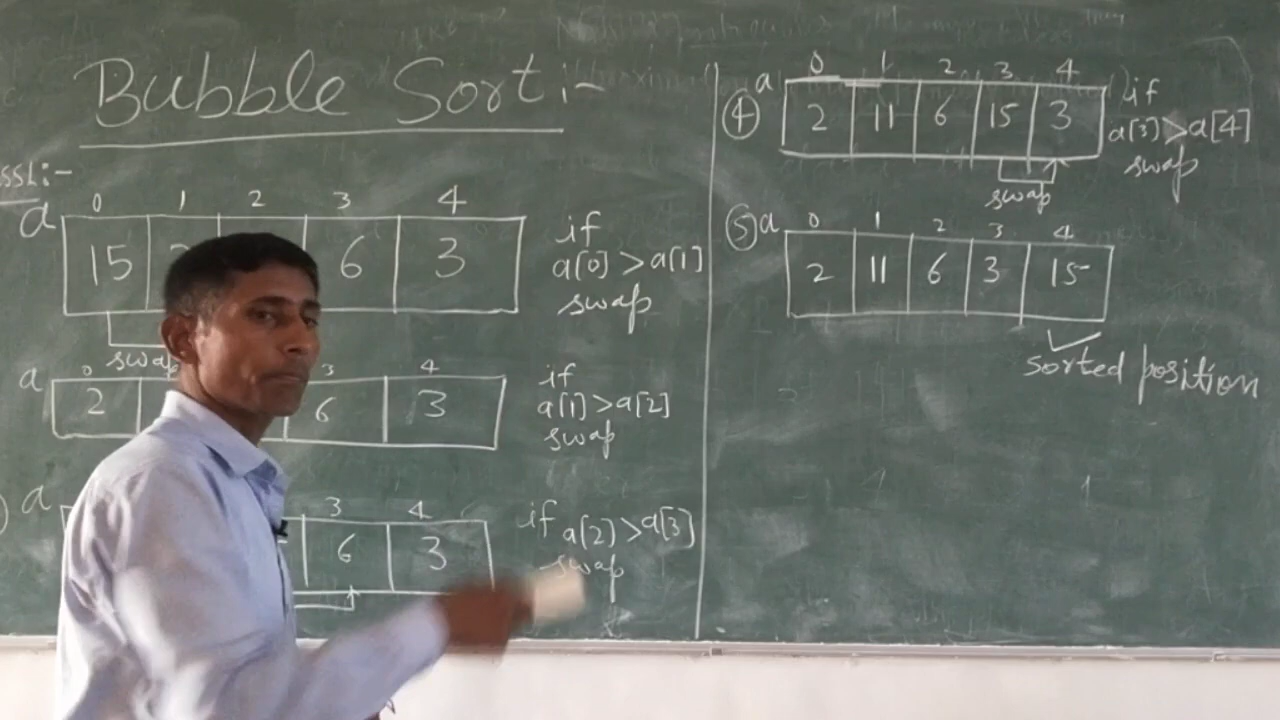 Bubble Sort :-
a 0 1 2 3 4
15 6 3
if
a[0] > a[1]
swap
swap
a 0 3 4
2 6 3
if
a[1] > a[2]
swap
a 3 4
6 3
if a[2] > a[3]
swap
a 0 1 2 3 4
④ 2 11 6 15 3
if
a[3] > a[4]
swap
swap
⑤ a 0 1 2 3 4
2 11 6 3 15
sorted position